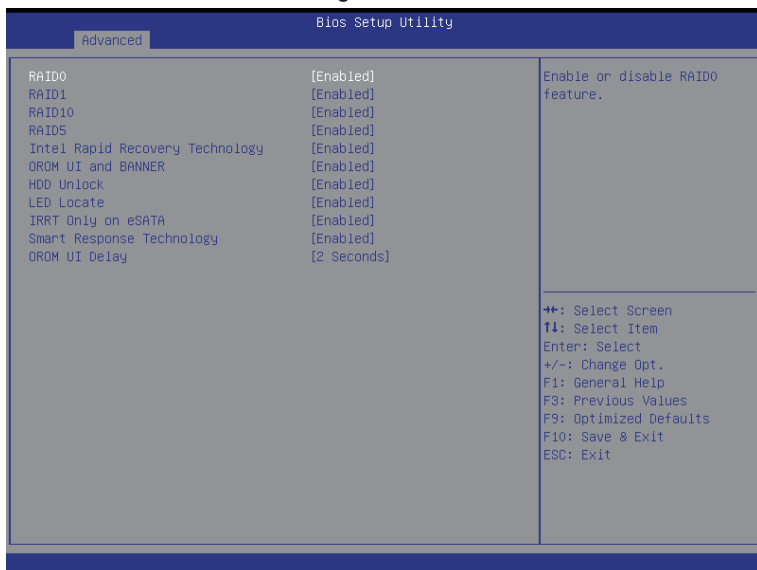 Bios Setup Utility
Advanced
RAID0 [Enabled]
RAID1 [Enabled]
RAID10 [Enabled]
RAID5 [Enabled]
Intel Rapid Recovery Technology [Enabled]
OROM UI and BANNER [Enabled]
HDD Unlock [Enabled]
LED Locate [Enabled]
IRRT Only on eSATA [Enabled]
Smart Response Technology [Enabled]
OROM UI Delay [2 Seconds]
Enable or disable RAID0
feature.
→←: Select Screen
↑↓: Select Item
Enter: Select
+/-: Change Opt.
F1: General Help
F3: Previous Values
F9: Optimized Defaults
F10: Save & Exit
ESC: Exit